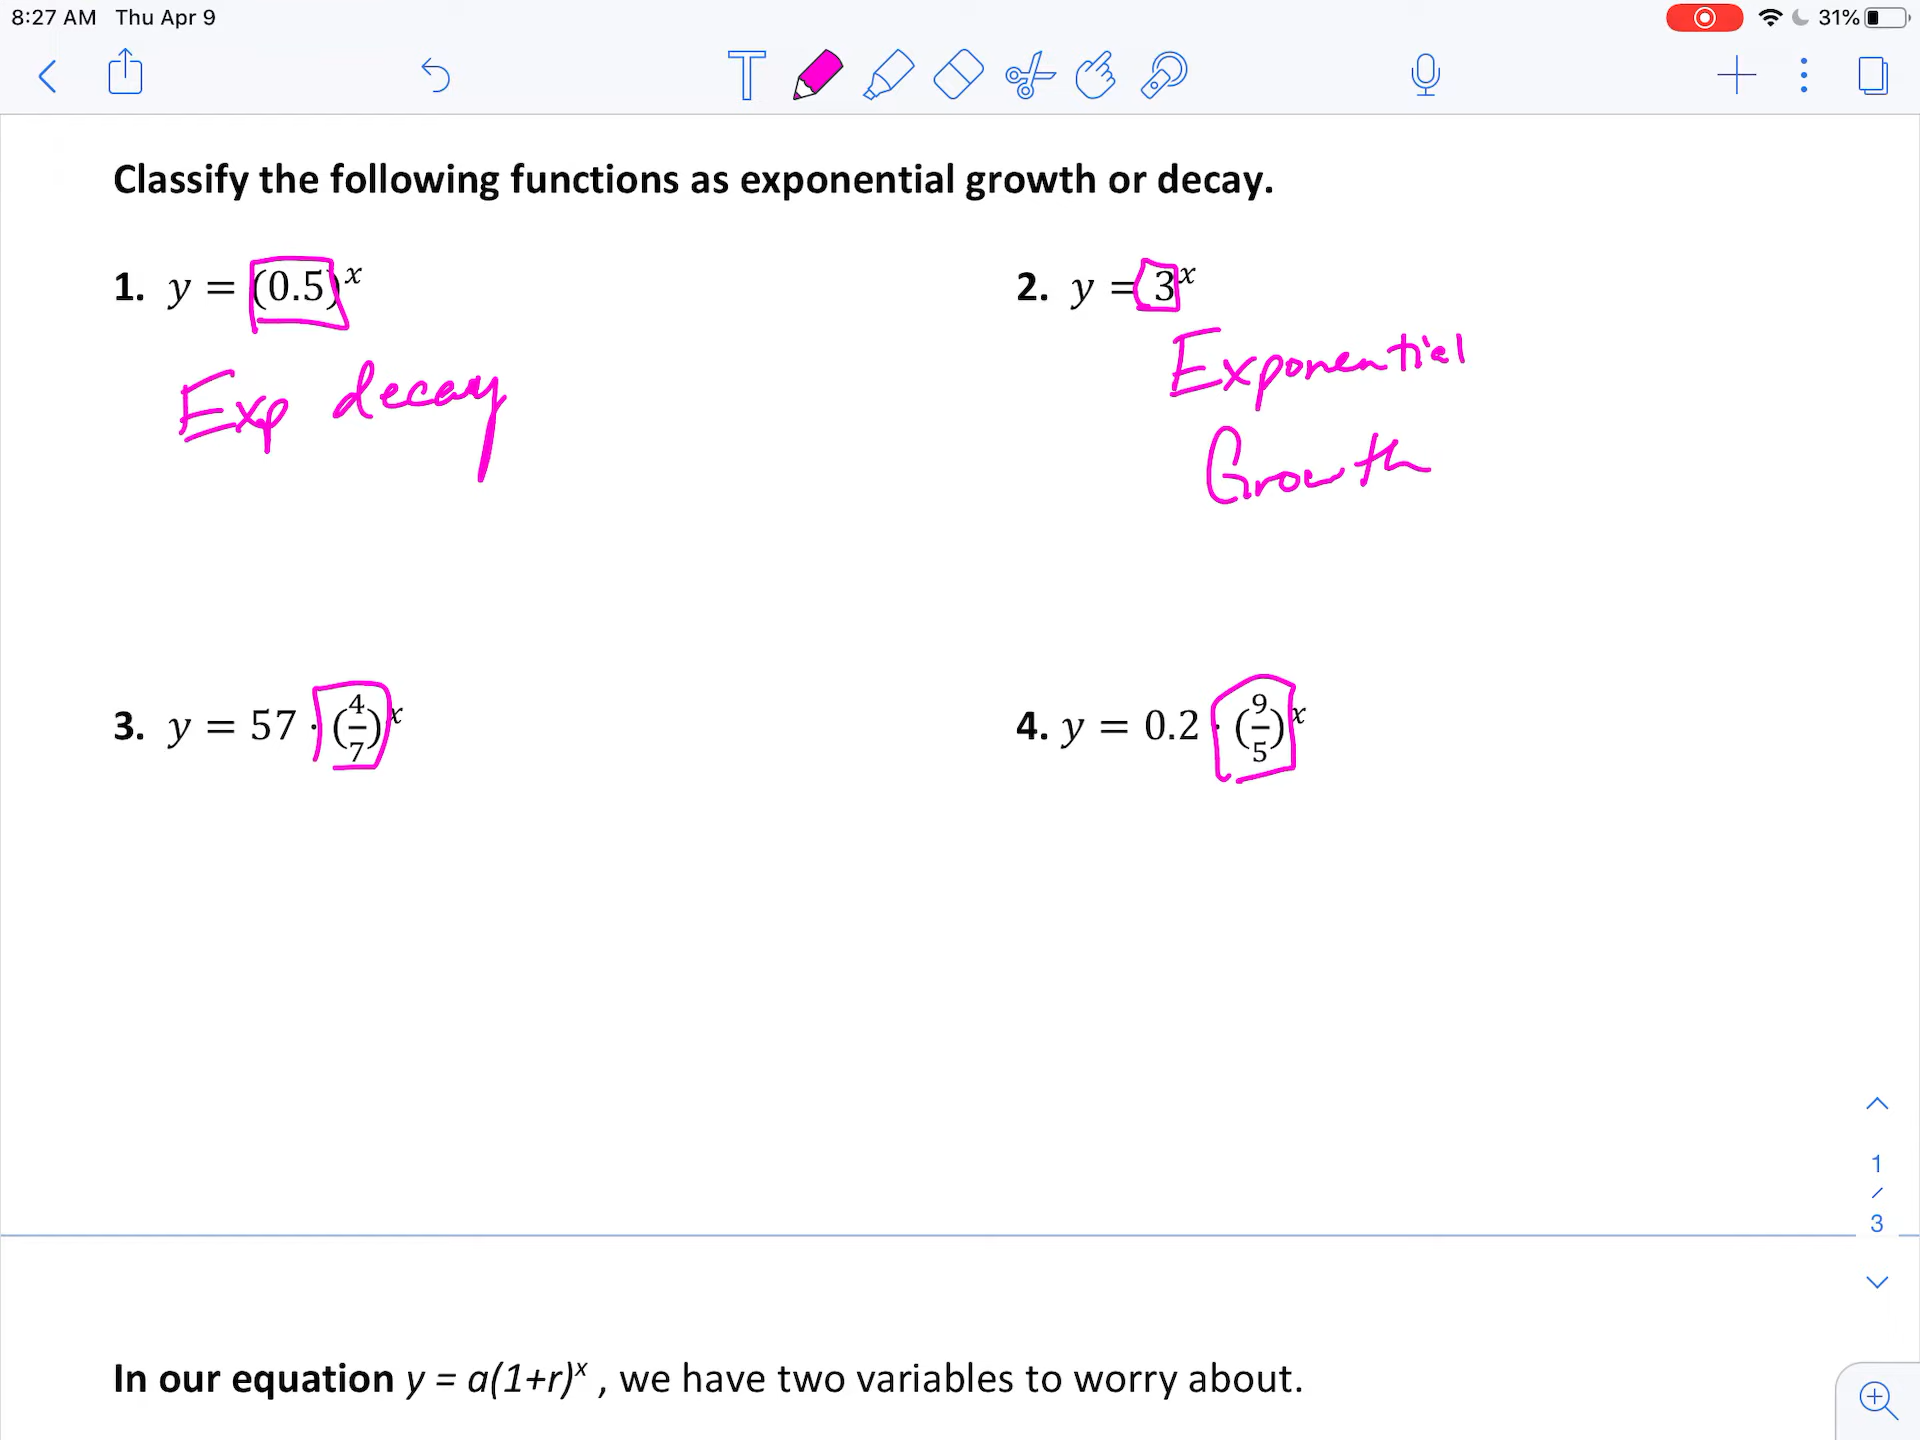 8:27 AM Thu Apr 9
31%
Classify the following functions as exponential growth or decay.
1. y = (0.5)^x
2. y = 3^x
Exp decay
Exponential
Growth
3. y = 57 · (4/7)^x
4. y = 0.2 · (9/5)^x
1
/
3
In our equation y = a(1+r)^x , we have two variables to worry about.